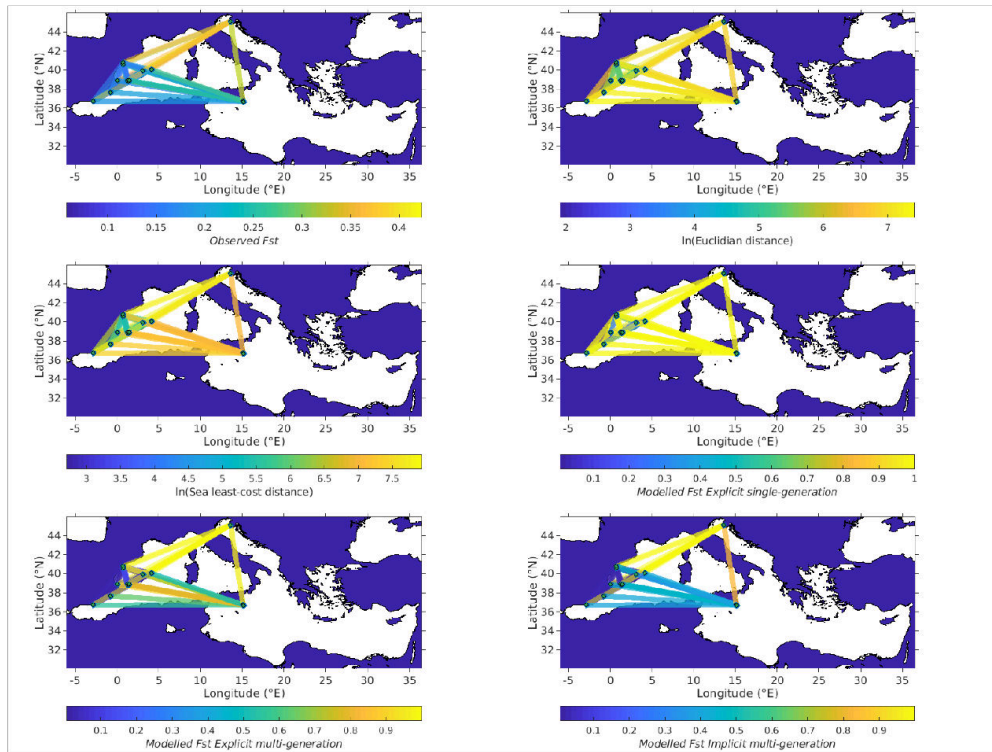 44
42
40
38
36
34
32
Latitude (°N)
-5 0 5 10 15 20 25 30 35
Longitude (°E)
0.1 0.15 0.2 0.25 0.3 0.35 0.4
Observed Fst
44
42
40
38
36
34
32
Latitude (°N)
-5 0 5 10 15 20 25 30 35
Longitude (°E)
2 3 4 5 6 7
ln(Euclidian distance)
44
42
40
38
36
34
32
Latitude (°N)
-5 0 5 10 15 20 25 30 35
Longitude (°E)
3 3.5 4 4.5 5 5.5 6 6.5 7 7.5
ln(Sea least-cost distance)
44
42
40
38
36
34
32
Latitude (°N)
-5 0 5 10 15 20 25 30 35
Longitude (°E)
0.1 0.2 0.3 0.4 0.5 0.6 0.7 0.8 0.9 1
Modelled Fst Explicit single-generation
44
42
40
38
36
34
32
Latitude (°N)
-5 0 5 10 15 20 25 30 35
Longitude (°E)
0.1 0.2 0.3 0.4 0.5 0.6 0.7 0.8 0.9
Modelled Fst Explicit multi-generation
44
42
40
38
36
34
32
Latitude (°N)
-5 0 5 10 15 20 25 30 35
Longitude (°E)
0.1 0.2 0.3 0.4 0.5 0.6 0.7 0.8 0.9
Modelled Fst Implicit multi-generation